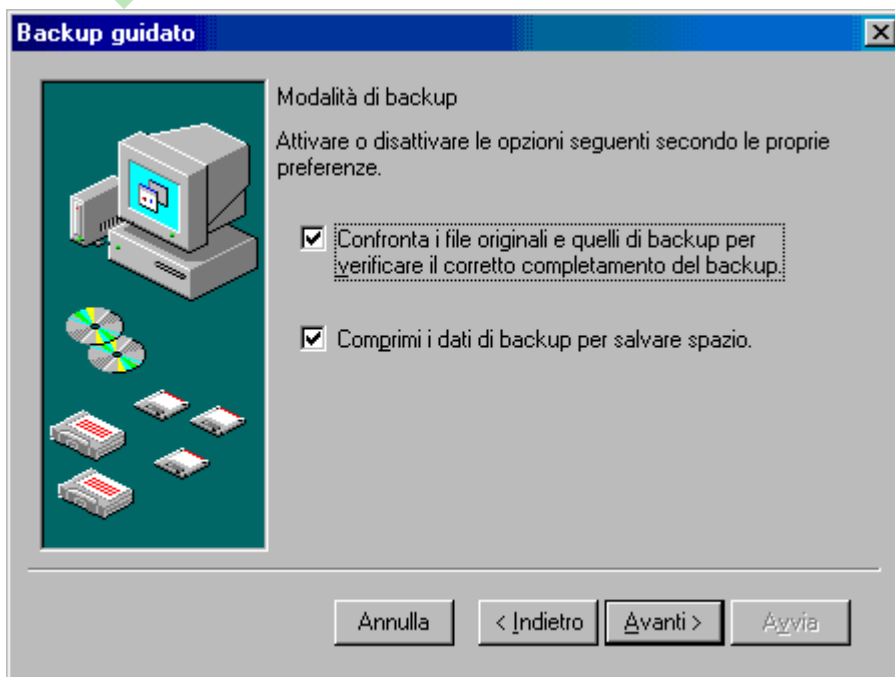 Backup guidato
Modalità di backup
Attivare o disattivare le opzioni seguenti secondo le proprie
preferenze.
Confronta i file originali e quelli di backup per
verificare il corretto completamento del backup.
Comprimi i dati di backup per salvare spazio.
Annulla
< Indietro
Avanti >
Avvia